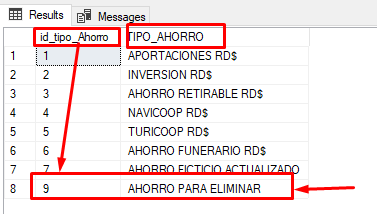 Results Messages
id_tipo_Ahorro TIPO_AHORRO
1 1 APORTACIONES RD$
2 2 INVERSION RD$
3 3 AHORRO RETIRABLE RD$
4 4 NAVICOOP RD$
5 5 TURICOOP RD$
6 6 AHORRO FUNERARIO RD$
7 7 AHORRO FICTICIO ACTUALIZADO
8 9 AHORRO PARA ELIMINAR